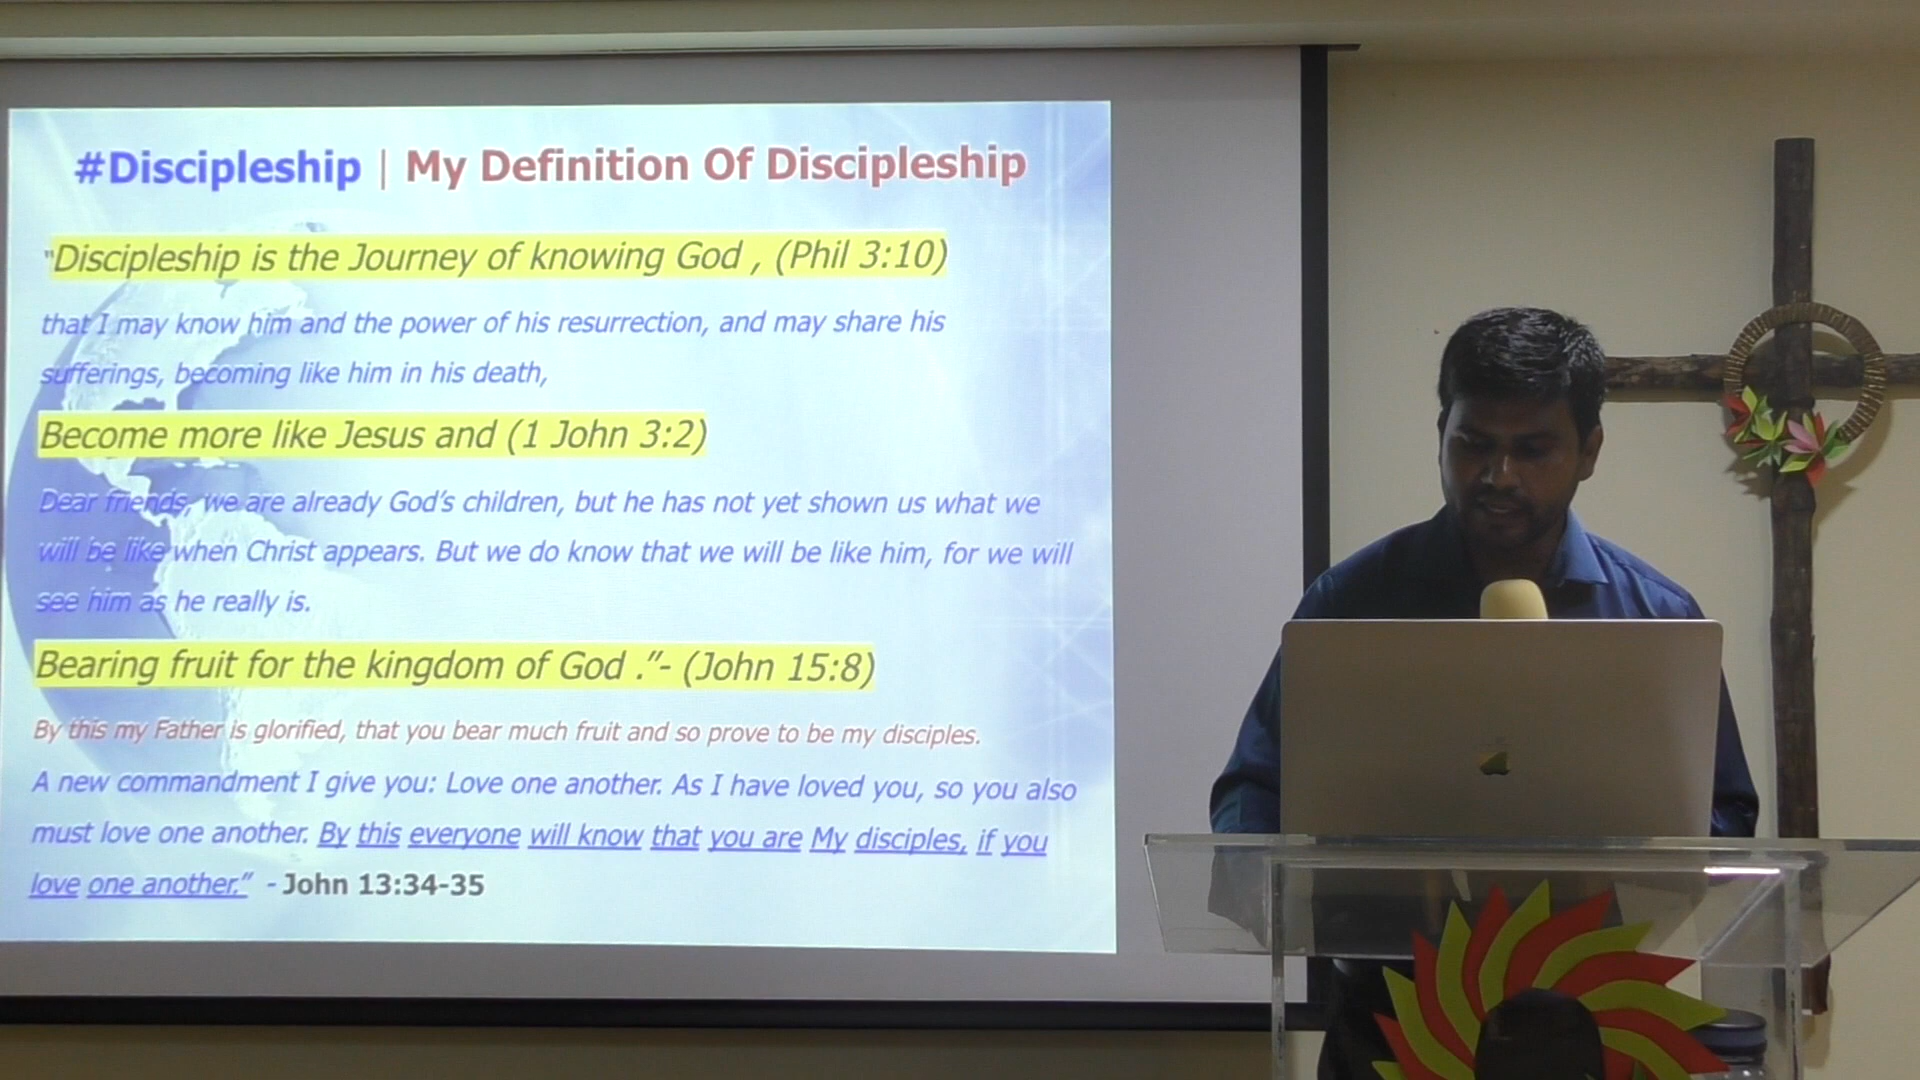 #Discipleship | My Definition Of Discipleship
"Discipleship is the Journey of knowing God , (Phil 3:10)
that I may know him and the power of his resurrection, and may share his
sufferings, becoming like him in his death,
Become more like Jesus and (1 John 3:2)
Dear friends, we are already God's children, but he has not yet shown us what we
will be like when Christ appears. But we do know that we will be like him, for we will
see him as he really is.
Bearing fruit for the kingdom of God ."- (John 15:8)
By this my Father is glorified, that you bear much fruit and so prove to be my disciples.
A new commandment I give you: Love one another. As I have loved you, so you also
must love one another. By this everyone will know that you are My disciples, if you
love one another." - John 13:34-35